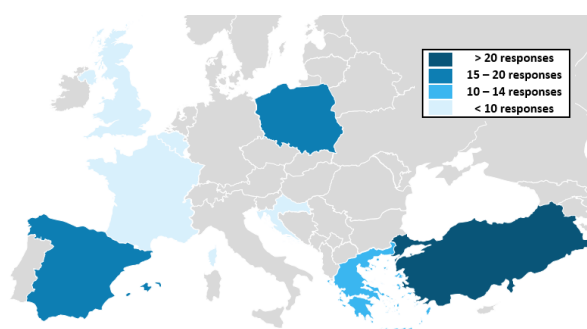 > 20 responses
15 – 20 responses
10 – 14 responses
< 10 responses